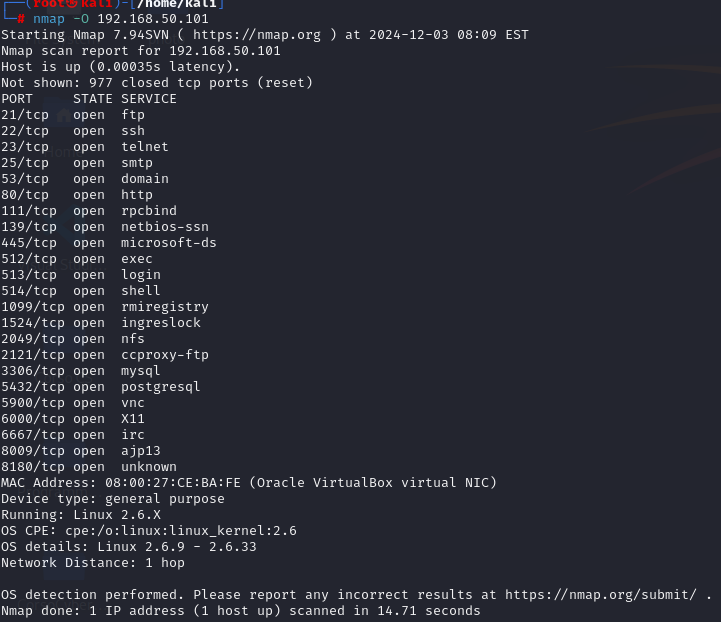 (root㉿kali)-[/home/kali]
# nmap -O 192.168.50.101
Starting Nmap 7.94SVN ( https://nmap.org ) at 2024-12-03 08:09 EST
Nmap scan report for 192.168.50.101
Host is up (0.00035s latency).
Not shown: 977 closed tcp ports (reset)
PORT     STATE SERVICE
21/tcp   open  ftp
22/tcp   open  ssh
23/tcp   open  telnet
25/tcp   open  smtp
53/tcp   open  domain
80/tcp   open  http
111/tcp  open  rpcbind
139/tcp  open  netbios-ssn
445/tcp  open  microsoft-ds
512/tcp  open  exec
513/tcp  open  login
514/tcp  open  shell
1099/tcp open  rmiregistry
1524/tcp open  ingreslock
2049/tcp open  nfs
2121/tcp open  ccproxy-ftp
3306/tcp open  mysql
5432/tcp open  postgresql
5900/tcp open  vnc
6000/tcp open  X11
6667/tcp open  irc
8009/tcp open  ajp13
8180/tcp open  unknown
MAC Address: 08:00:27:CE:BA:FE (Oracle VirtualBox virtual NIC)
Device type: general purpose
Running: Linux 2.6.X
OS CPE: cpe:/o:linux:linux_kernel:2.6
OS details: Linux 2.6.9 - 2.6.33
Network Distance: 1 hop
OS detection performed. Please report any incorrect results at https://nmap.org/submit/ .
Nmap done: 1 IP address (1 host up) scanned in 14.71 seconds